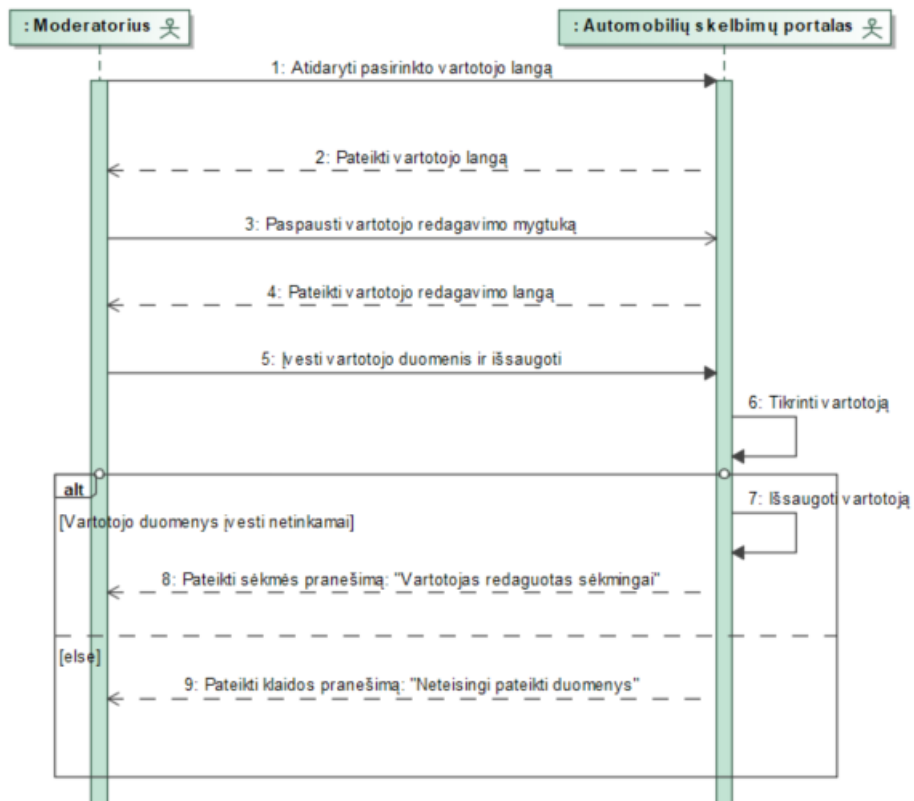 : Moderatorius
: Automobilių skelbimų portalas
1: Atidaryti pasirinkto vartotojo langą
2: Pateikti vartotojo langą
3: Paspausti vartotojo redagavimo mygtuką
4: Pateikti vartotojo redagavimo langą
5: Įvesti vartotojo duomenis ir išsaugoti
6: Tikrinti vartotoją
alt
7: Išsaugoti vartotoją
[Vartotojo duomenys įvesti netinkamai]
8: Pateikti sėkmės pranešimą: "Vartotojas redaguotas sėkmingai"
[else]
9: Pateikti klaidos pranešimą: "Neteisingi pateikti duomenys"